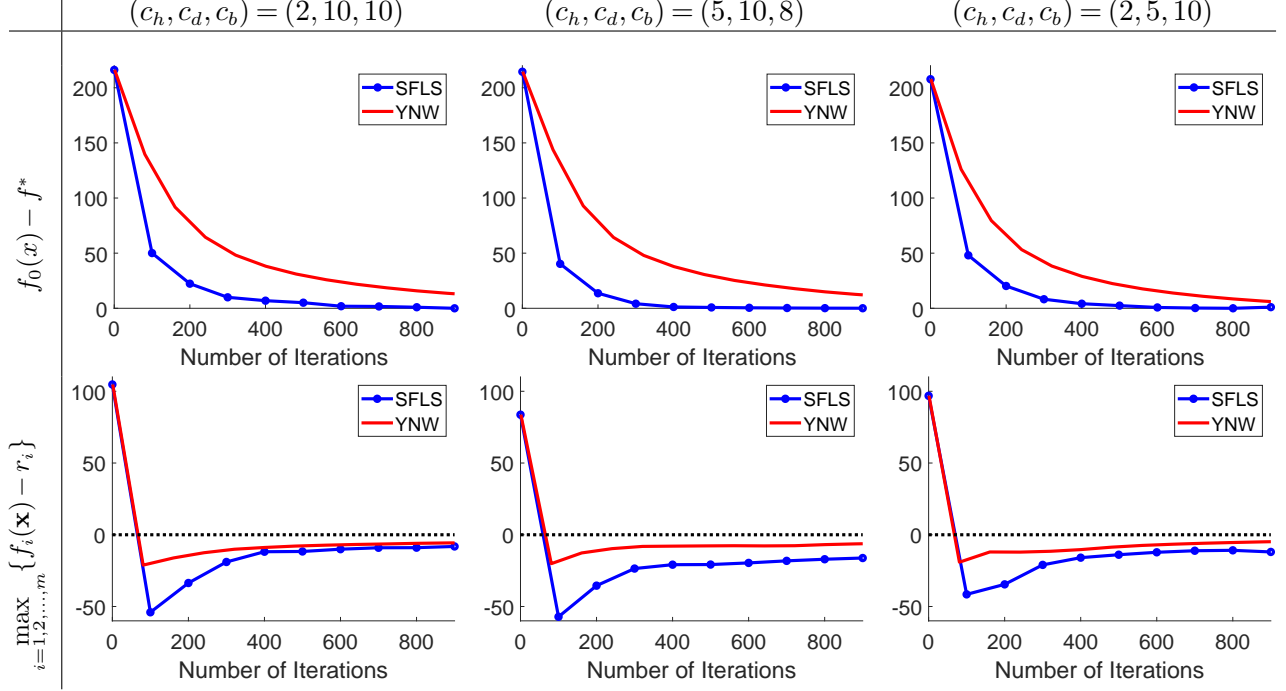 (c_h, c_d, c_b) = (2, 10, 10) (c_h, c_d, c_b) = (5, 10, 8) (c_h, c_d, c_b) = (2, 5, 10)
f_0(x) − f*
200
150
100
50
0
0 200 400 600 800
Number of Iterations
SFLS
YNW
200
150
100
50
0
0 200 400 600 800
Number of Iterations
SFLS
YNW
200
150
100
50
0
0 200 400 600 800
Number of Iterations
SFLS
YNW
max_{i=1,2,...,m} {f_i(x) − r_i}
100
50
0
-50
0 200 400 600 800
Number of Iterations
SFLS
YNW
100
50
0
-50
0 200 400 600 800
Number of Iterations
SFLS
YNW
100
50
0
-50
0 200 400 600 800
Number of Iterations
SFLS
YNW